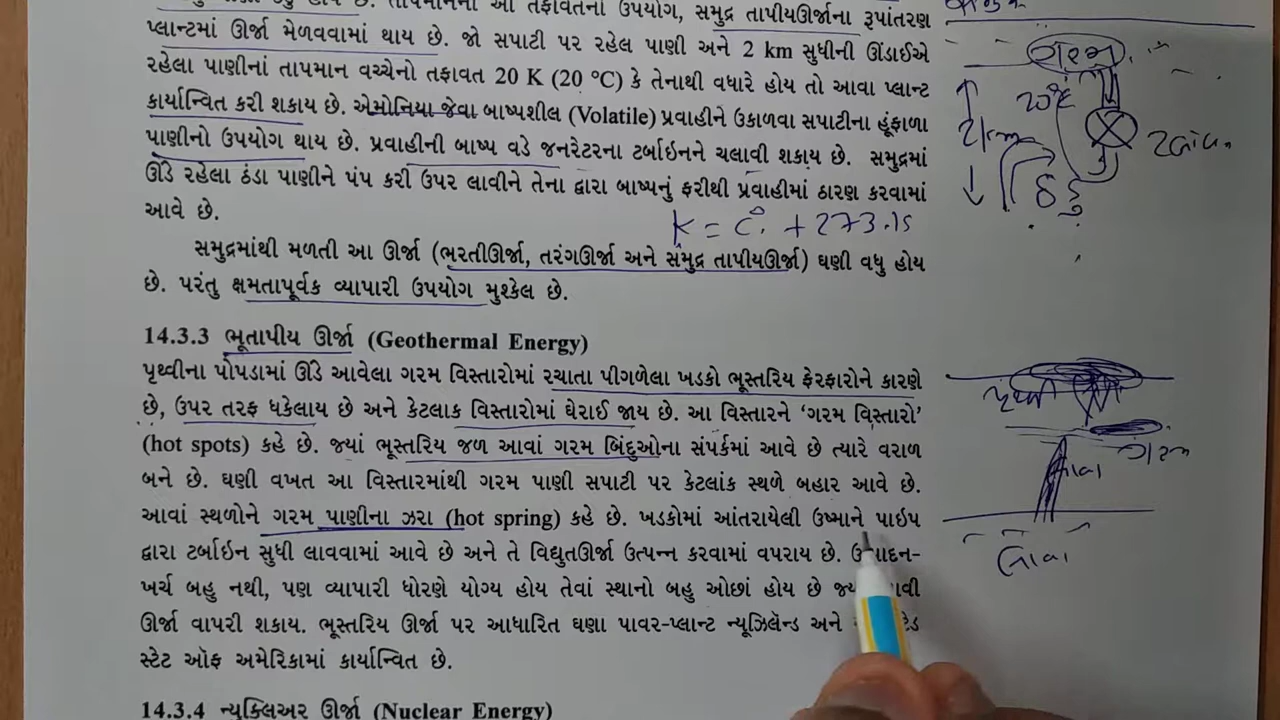 પ્લાન્ટમાં ઊર્જા મેળવવામાં થાય છે. જો સપાટી પર રહેલ પાણી અને 2 km સુધીની ઊંડાઈએ
રહેલા પાણીનાં તાપમાન વચ્ચેનો તફાવત 20 K (20 °C) કે તેનાથી વધારે હોય તો આવા પ્લાન્ટ
કાર્યાન્વિત કરી શકાય છે. એમોનિયા જેવા બાષ્પશીલ (Volatile) પ્રવાહીને ઉકાળવા સપાટીના હૂંફાળા
પાણીનો ઉપયોગ થાય છે. પ્રવાહીની બાષ્પ વડે જનરેટરના ટર્બાઇનને ચલાવી શકાય છે. સમુદ્રમાં
ઊંડે રહેલા ઠંડા પાણીને પંપ કરી ઉપર લાવીને તેના દ્વારા બાષ્પનું ફરીથી પ્રવાહીમાં ઠારણ કરવામાં
આવે છે.
K = C° + 273.15
સમુદ્રમાંથી મળતી આ ઊર્જા (ભરતીઊર્જા, તરંગઊર્જા અને સમુદ્ર તાપીયઊર્જા) ઘણી વધુ હોય
છે. પરંતુ ક્ષમતાપૂર્વક વ્યાપારી ઉપયોગ મુશ્કેલ છે.
14.3.3 ભૂતાપીય ઊર્જા (Geothermal Energy)
પૃથ્વીના પોપડામાં ઊંડે આવેલા ગરમ વિસ્તારોમાં રચાતા પીગળેલા ખડકો ભૂસ્તરિય ફેરફારોને કારણે
છે, ઉપર તરફ ધકેલાય છે અને કેટલાક વિસ્તારોમાં ઘેરાઈ જાય છે. આ વિસ્તારને ‘ગરમ વિસ્તારો’
(hot spots) કહે છે. જ્યાં ભૂસ્તરિય જળ આવાં ગરમ બિંદુઓના સંપર્કમાં આવે છે ત્યારે વરાળ
બને છે. ઘણી વખત આ વિસ્તારમાંથી ગરમ પાણી સપાટી પર કેટલાંક સ્થળે બહાર આવે છે.
આવાં સ્થળોને ગરમ પાણીના ઝરા (hot spring) કહે છે. ખડકોમાં આંતરાયેલી ઉષ્માને પાઇપ
દ્વારા ટર્બાઇન સુધી લાવવામાં આવે છે અને તે વિદ્યુતઊર્જા ઉત્પન્ન કરવામાં વપરાય છે. ઉત્પાદન-
ખર્ચ બહુ નથી, પણ વ્યાપારી ધોરણે યોગ્ય હોય તેવાં સ્થાનો બહુ ઓછાં હોય છે
ઊર્જા વાપરી શકાય. ભૂસ્તરિય ઊર્જા પર આધારિત ઘણા પાવર-પ્લાન્ટ ન્યૂઝિલૅન્ડ અને
સ્ટેટ ઑફ અમેરિકામાં કાર્યાન્વિત છે.
14.3.4 ન્યુક્લિઅર ઊર્જા (Nuclear Energy)
ગરમ
20°C
ઠંડુ
પૃથ્વી
ગરમ
લાવા
લાવા